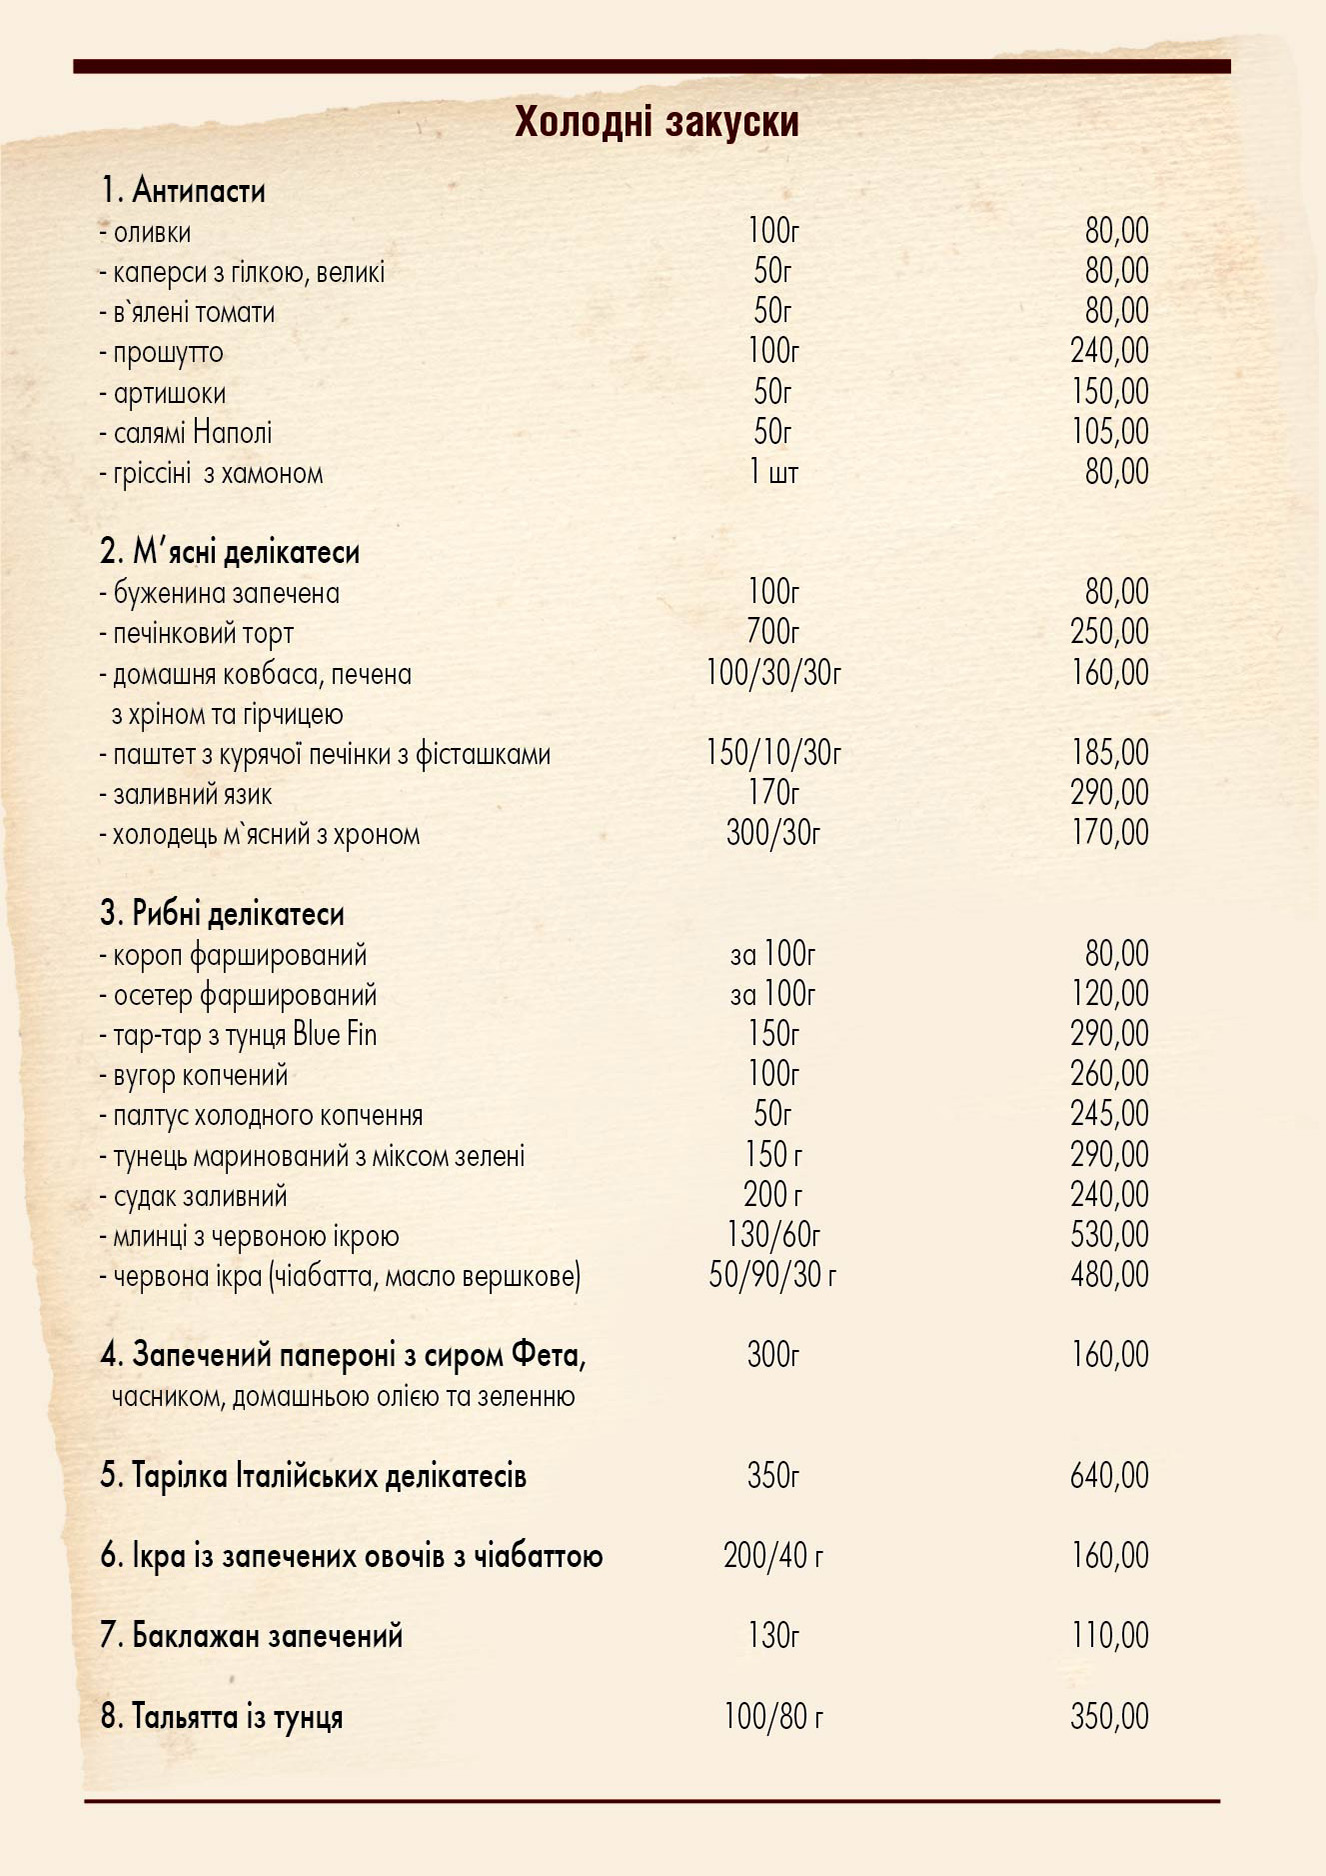 Холодні закуски
1. Антипасти
- оливки 100г 80,00
- каперси з гілкою, великі 50г 80,00
- в`ялені томати 50г 80,00
- прошутто 100г 240,00
- артишоки 50г 150,00
- салямі Наполі 50г 105,00
- гріссіні з хамоном 1 шт 80,00
2. М’ясні делікатеси
- буженина запечена 100г 80,00
- печінковий торт 700г 250,00
- домашня ковбаса, печена 100/30/30г 160,00
з хріном та гірчицею
- паштет з курячої печінки з фісташками 150/10/30г 185,00
- заливний язик 170г 290,00
- холодець м`ясний з хроном 300/30г 170,00
3. Рибні делікатеси
- короп фарширований за 100г 80,00
- осетер фарширований за 100г 120,00
- тар-тар з тунця Blue Fin 150г 290,00
- вугор копчений 100г 260,00
- палтус холодного копчення 50г 245,00
- тунець маринований з міксом зелені 150 г 290,00
- судак заливний 200 г 240,00
- млинці з червоною ікрою 130/60г 530,00
- червона ікра (чіабатта, масло вершкове) 50/90/30 г 480,00
4. Запечений папероні з сиром Фета, 300г 160,00
часником, домашньою олією та зеленню
5. Тарілка Італійських делікатесів 350г 640,00
6. Ікра із запечених овочів з чіабаттою 200/40 г 160,00
7. Баклажан запечений 130г 110,00
8. Тальятта із тунця 100/80 г 350,00